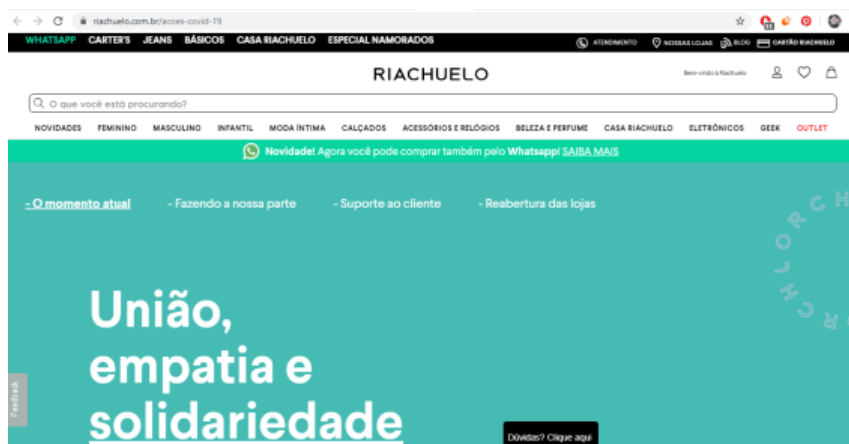 riachuelo.com.br/acoes-covid-19
WHATSAPP CARTER'S JEANS BÁSICOS CASA RIACHUELO ESPECIAL NAMORADOS ATENDIMENTO NOSSAS LOJAS BLOG CARTÃO RIACHUELO
RIACHUELO
Bem-vindo à Riachuelo
O que você está procurando?
NOVIDADES FEMININO MASCULINO INFANTIL MODA ÍNTIMA CALÇADOS ACESSÓRIOS E RELÓGIOS BELEZA E PERFUME CASA RIACHUELO ELETRÔNICOS GEEK OUTLET
Novidade! Agora você pode comprar também pelo Whatsapp! SAIBA MAIS
- O momento atual - Fazendo a nossa parte - Suporte ao cliente - Reabertura das lojas
União,
empatia e
solidariedade
Feedback
Dúvidas? Clique aqui